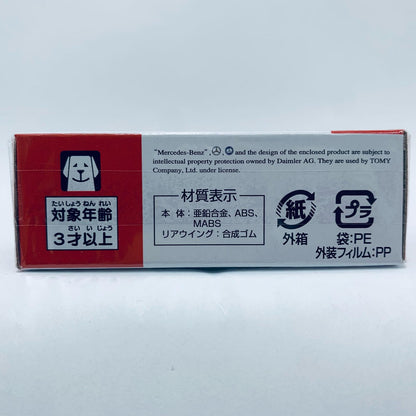 たいしょうねんれい
対象年齢
さいいじょう
3才以上
"Mercedes-Benz", , and the design of the enclosed product are subject to
intellectual property protection owned by Daimler AG. They are used by TOMY
Company, Ltd. under license.
材質表示
本 体：亜鉛合金、ABS、
MABS
リアウイング：合成ゴム
紙
外箱
プラ
袋:PE
外装フィルム:PP